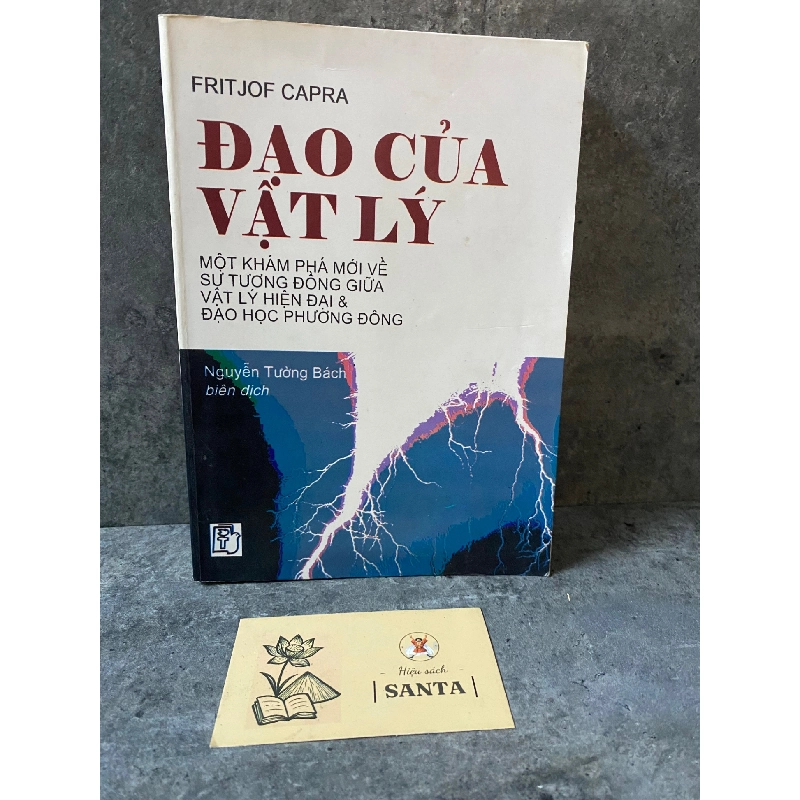 FRITJOF CAPRA
ĐẠO CỦA
VẬT LÝ
MỘT KHÁM PHÁ MỚI VỀ
SỰ TƯƠNG ĐỒNG GIỮA
VẬT LÝ HIỆN ĐẠI &
ĐẠO HỌC PHƯƠNG ĐÔNG
Nguyễn Tường Bách
biên dịch
Hiệu sách
SANTA